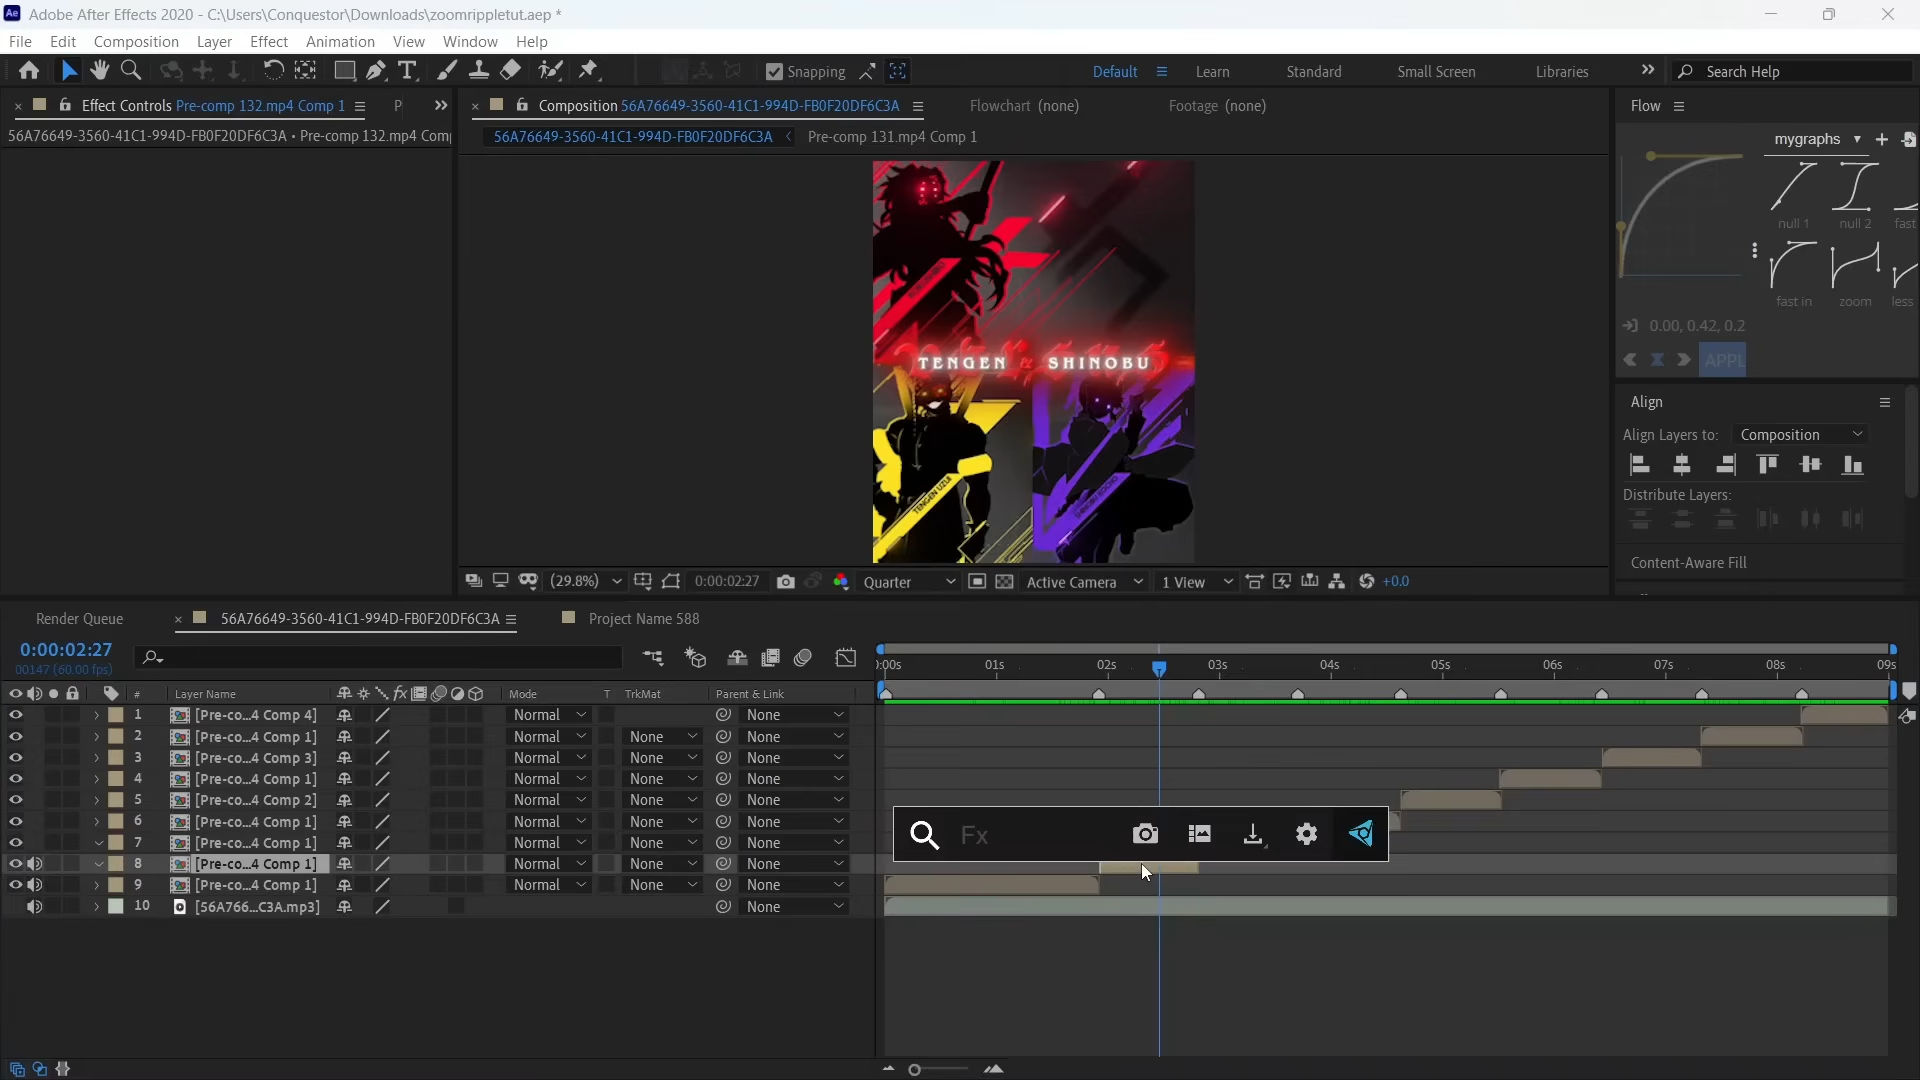 Adobe After Effects 2020 - C:\Users\Conquestor\Downloads\zoomrippletut.aep *
File Edit Composition Layer Effect Animation View Window Help
Snapping Default Learn Standard Small Screen Libraries Search Help
Effect Controls Pre-comp 132.mp4 Comp 1 P
Composition 56A76649-3560-41C1-994D-FB0F20DF6C3A Flowchart (none) Footage (none)
Flow
56A76649-3560-41C1-994D-FB0F20DF6C3A • Pre-comp 132.mp4 Com
56A76649-3560-41C1-994D-FB0F20DF6C3A Pre-comp 131.mp4 Comp 1
mygraphs
null 1 null 2 fast
fast in zoom less
0.00, 0.42, 0.2
APPL
TENGEN & SHINOBU
TENGEN UZUI
Align
Align Layers to: Composition
Distribute Layers:
Content-Aware Fill
(29.8%) 0:00:02:27 Quarter Active Camera 1 View +0.0
Render Queue 56A76649-3560-41C1-994D-FB0F20DF6C3A Project Name 588
0:00:02:27
00147 (60.00 fps)
):00s 01s 02s 03s 04s 05s 06s 07s 08s 09s
# Layer Name Mode T TrkMat Parent & Link
1 [Pre-co...4 Comp 4] Normal None
2 [Pre-co...4 Comp 1] Normal None None
3 [Pre-co...4 Comp 3] Normal None None
4 [Pre-co...4 Comp 1] Normal None None
5 [Pre-co...4 Comp 2] Normal None None
6 [Pre-co...4 Comp 1] Normal None None
7 [Pre-co...4 Comp 1] Normal None None
8 [Pre-co...4 Comp 1] Normal None None
9 [Pre-co...4 Comp 1] Normal None None
10 [56A766...C3A.mp3] None
Fx